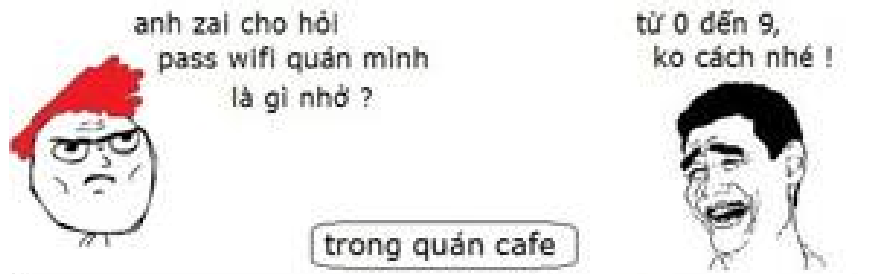 anh zai cho hỏi
pass wifi quán mình
là gì nhở ?
từ 0 đến 9,
ko cách nhé !
trong quán cafe